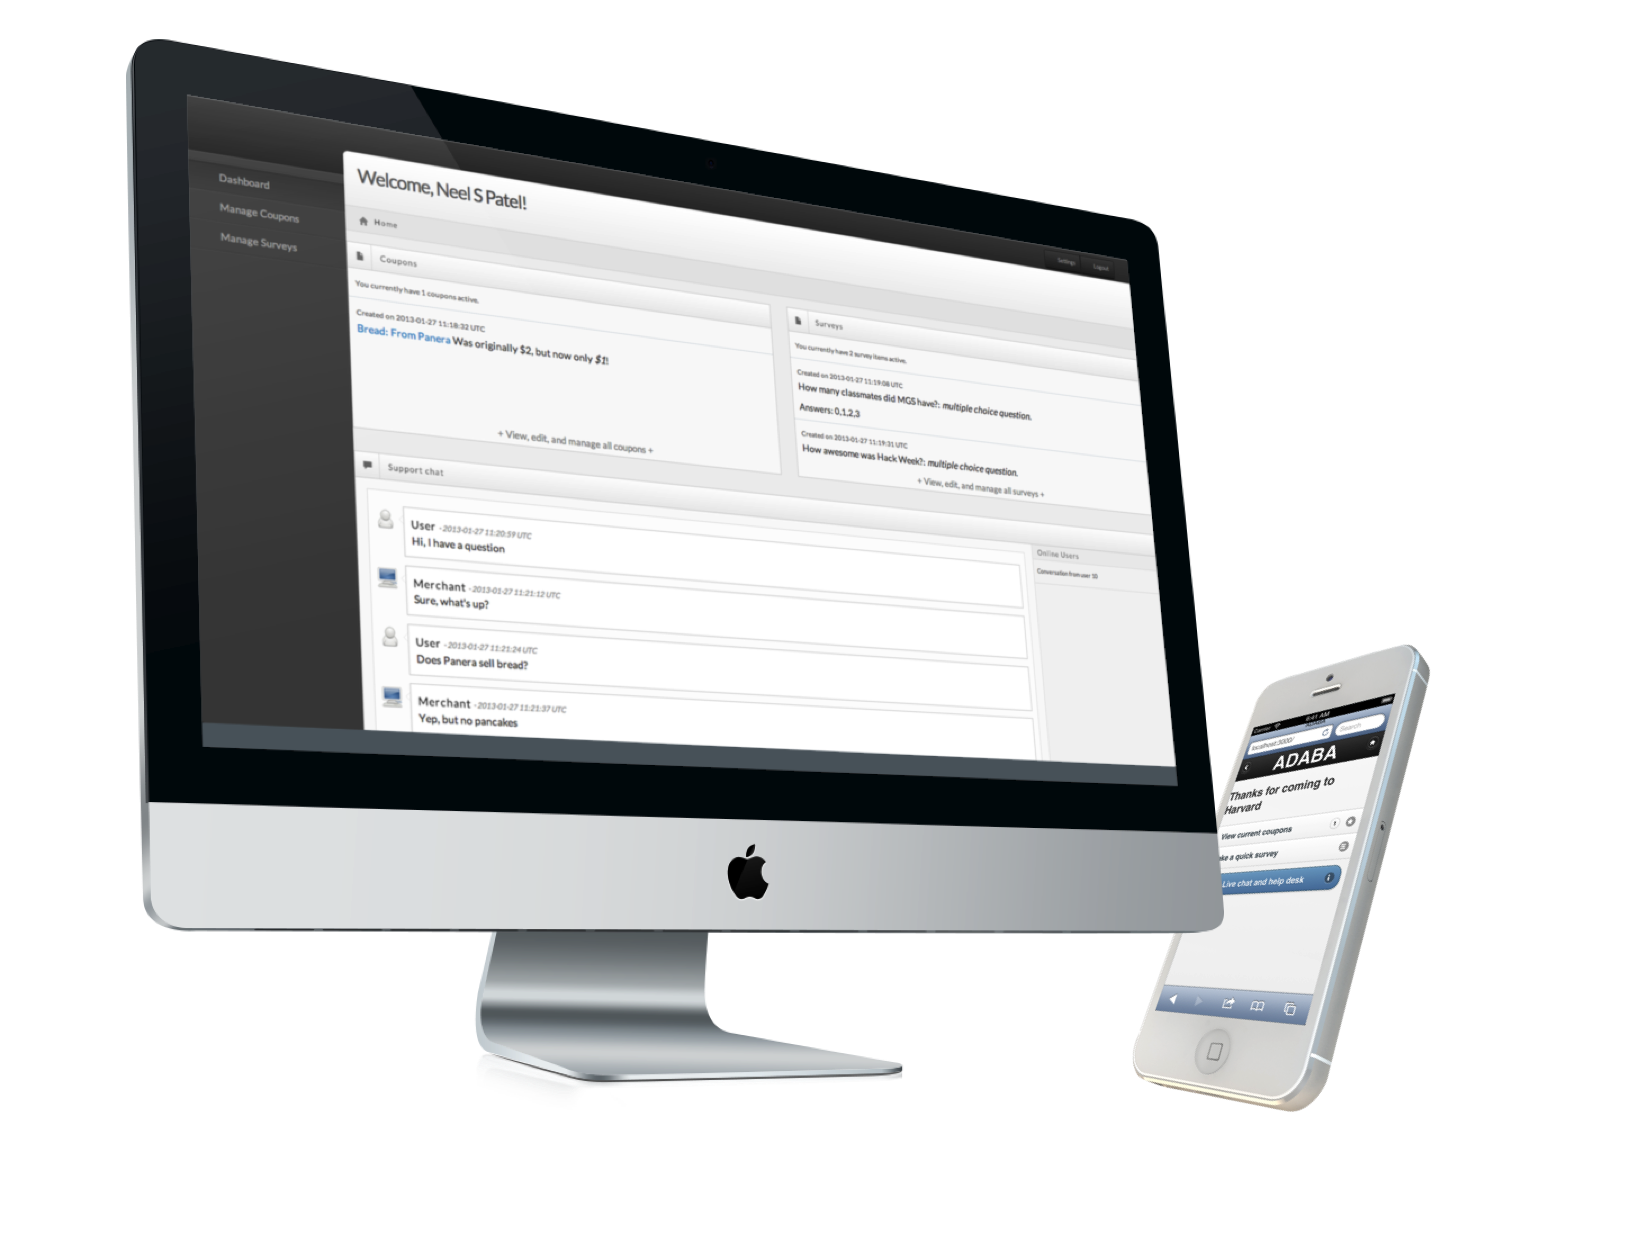 Dashboard
Manage Coupons
Manage Surveys
Settings
Logout
Welcome, Neel S Patel!
Home
Coupons
You currently have 1 coupons active.
Created on 2013-01-27 11:18:32 UTC
Bread: From Panera Was originally $2, but now only $1!
+ View, edit, and manage all coupons +
Surveys
You currently have 2 survey items active.
Created on 2013-01-27 11:19:08 UTC
How many classmates did MGS have?: multiple choice question.
Answers: 0,1,2,3
Created on 2013-01-27 11:19:31 UTC
How awesome was Hack Week?: multiple choice question.
+ View, edit, and manage all surveys +
Support chat
User - 2013-01-27 11:20:59 UTC
Hi, I have a question
Merchant - 2013-01-27 11:21:12 UTC
Sure, what's up?
User - 2013-01-27 11:21:24 UTC
Does Panera sell bread?
Merchant - 2013-01-27 11:21:37 UTC
Yep, but no pancakes
Online Users
Conversation from user 55
Carrier
9:41 AM
localhost:3000/
Search
ADABA
Thanks for coming to
Harvard
View current coupons
ke a quick survey
Live chat and help desk